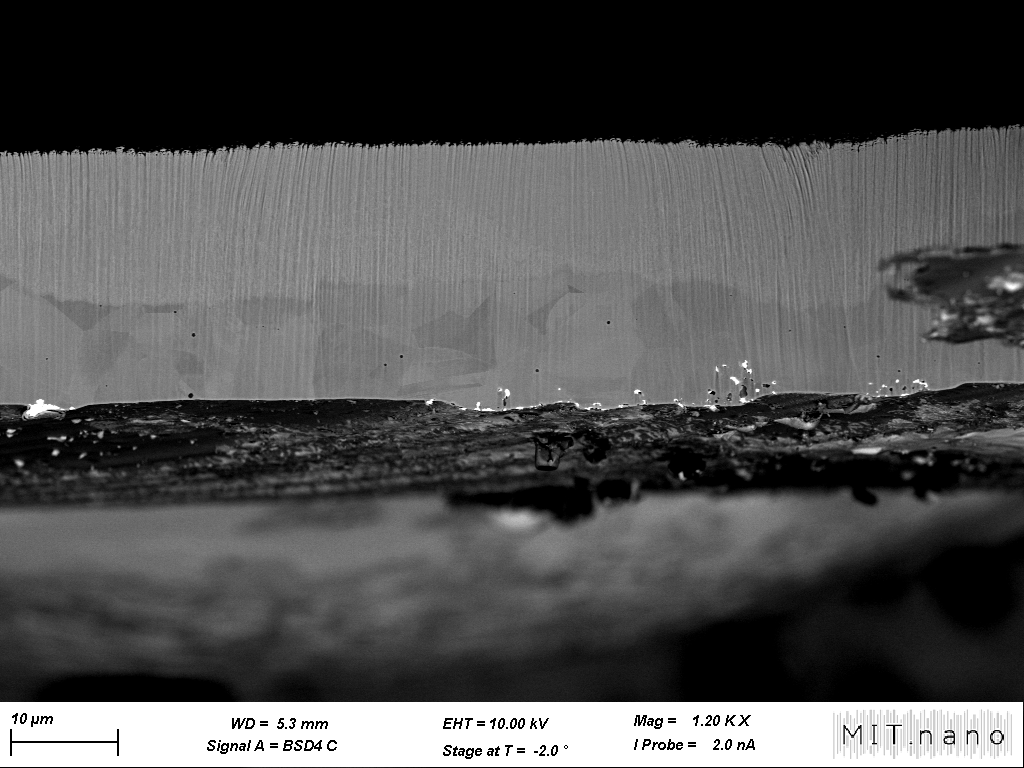 10 µm
WD = 5.3 mm
Signal A = BSD4 C
EHT = 10.00 kV
Stage at T = -2.0 °
Mag = 1.20 K X
I Probe = 2.0 nA
MIT.nano